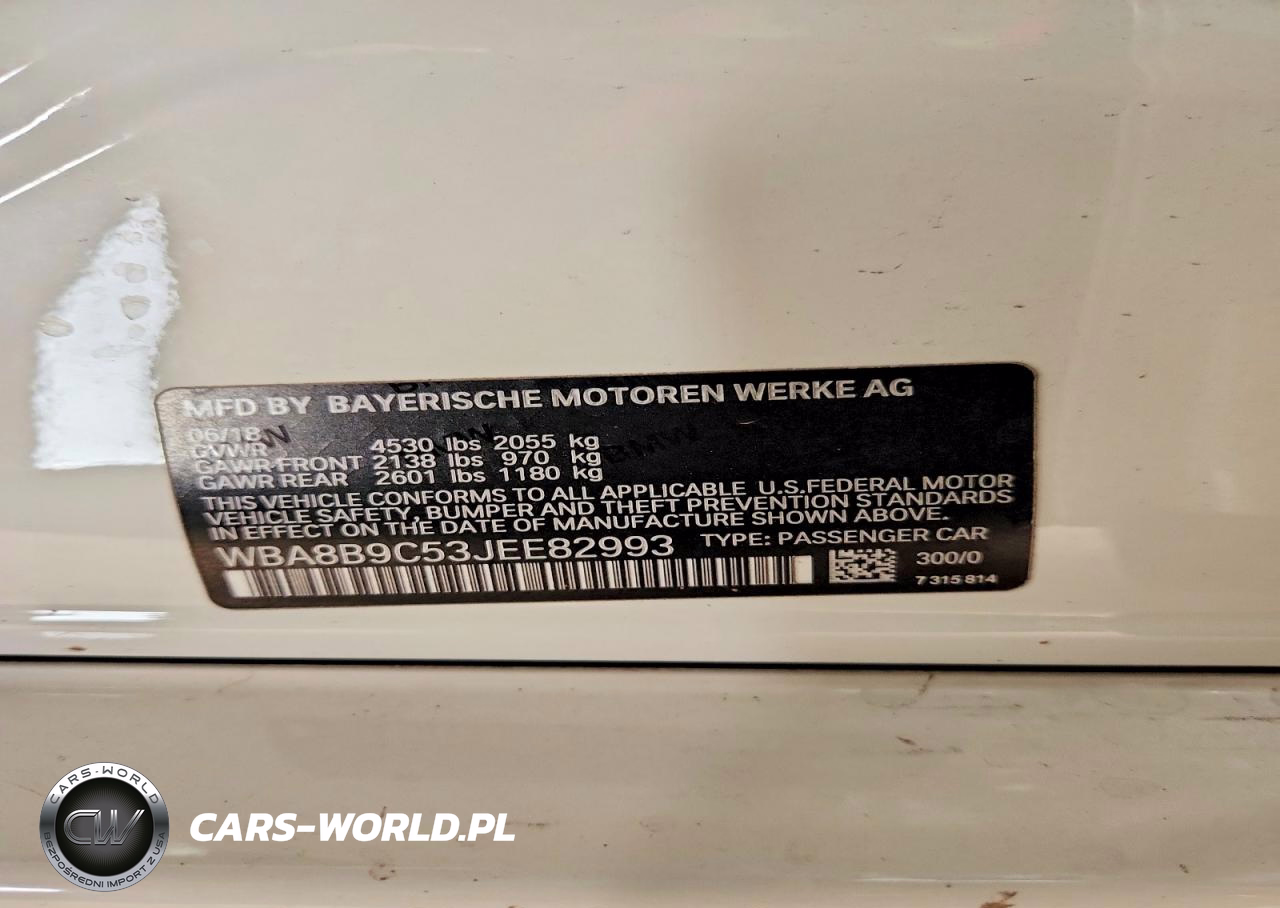 MFD BY BAYERISCHE MOTOREN WERKE AG
06/18
GVWR 4530 lbs 2055 kg
GAWR FRONT 2138 lbs 970 kg
GAWR REAR 2601 lbs 1180 kg
THIS VEHICLE CONFORMS TO ALL APPLICABLE U.S.FEDERAL MOTOR
VEHICLE SAFETY, BUMPER AND THEFT PREVENTION STANDARDS
IN EFFECT ON THE DATE OF MANUFACTURE SHOWN ABOVE.
WBA8B9C53JEE82993 TYPE: PASSENGER CAR
300/0
7 315 814
CARS-WORLD
CW
BEZPOŚREDNI IMPORT Z USA
CARS-WORLD.PL